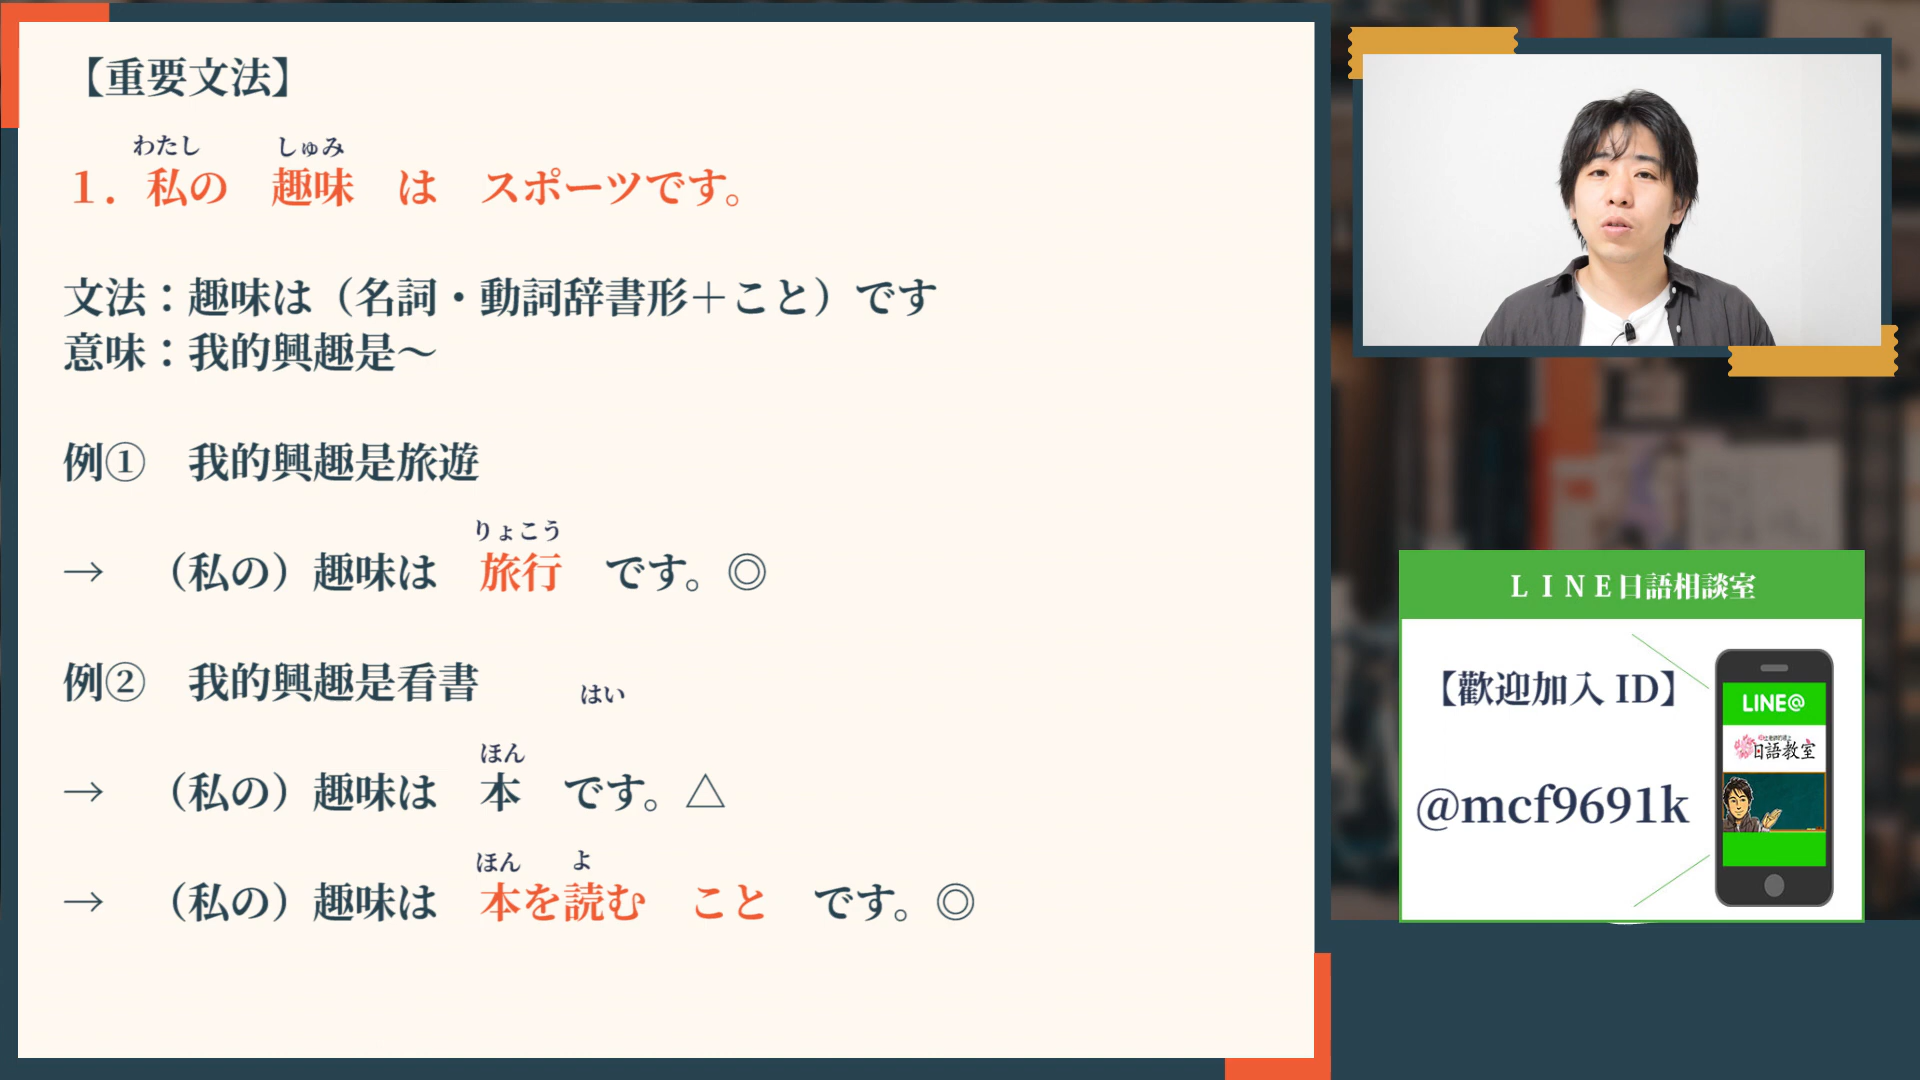 【重要文法】
わたし しゅみ
1．私の 趣味 は スポーツです。
文法：趣味は（名詞・動詞辞書形＋こと）です
意味：我的興趣是～
例① 我的興趣是旅遊
りょこう
→ （私の）趣味は 旅行 です。◎
例② 我的興趣是看書
はい
ほん
→ （私の）趣味は 本 です。△
ほん よ
→ （私の）趣味は 本を読む こと です。◎
ＬＩＮＥ日語相談室
【歡迎加入 ID】
@mcf9691k
LINE@
日語教室